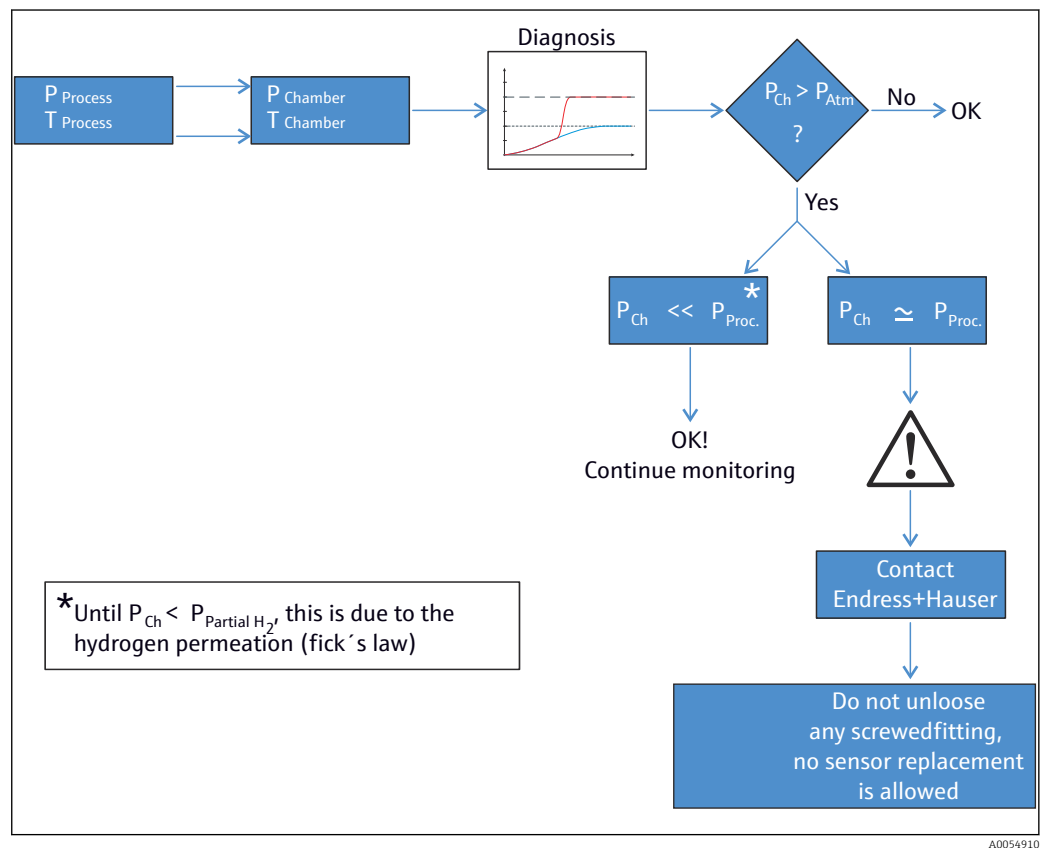 Diagnosis
P Process
T Process
P Chamber
T Chamber
P Ch > P Atm
?
No
OK
Yes
P Ch << P Proc. *
P Ch ≃ P Proc.
OK!
Continue monitoring
!
Contact
Endress+Hauser
*Until P Ch < P Partial H2, this is due to the
hydrogen permeation (fick´s law)
Do not unloose
any screwedfitting,
no sensor replacement
is allowed
A0054910